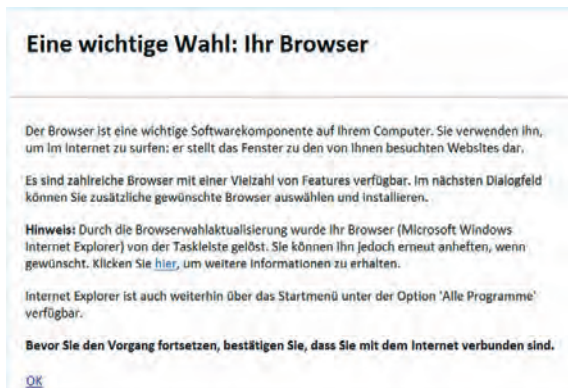 Eine wichtige Wahl: Ihr Browser
Der Browser ist eine wichtige Softwarekomponente auf Ihrem Computer. Sie verwenden ihn,
um im Internet zu surfen: er stellt das Fenster zu den von Ihnen besuchten Websites dar.
Es sind zahlreiche Browser mit einer Vielzahl von Features verfügbar. Im nächsten Dialogfeld
können Sie zusätzliche gewünschte Browser auswählen und installieren.
Hinweis: Durch die Browserwahlaktualisierung wurde Ihr Browser (Microsoft Windows
Internet Explorer) von der Taskleiste gelöst. Sie können ihn jedoch erneut anheften, wenn
gewünscht. Klicken Sie hier, um weitere Informationen zu erhalten.
Internet Explorer ist auch weiterhin über das Startmenü unter der Option 'Alle Programme'
verfügbar.
Bevor Sie den Vorgang fortsetzen, bestätigen Sie, dass Sie mit dem Internet verbunden sind.
OK